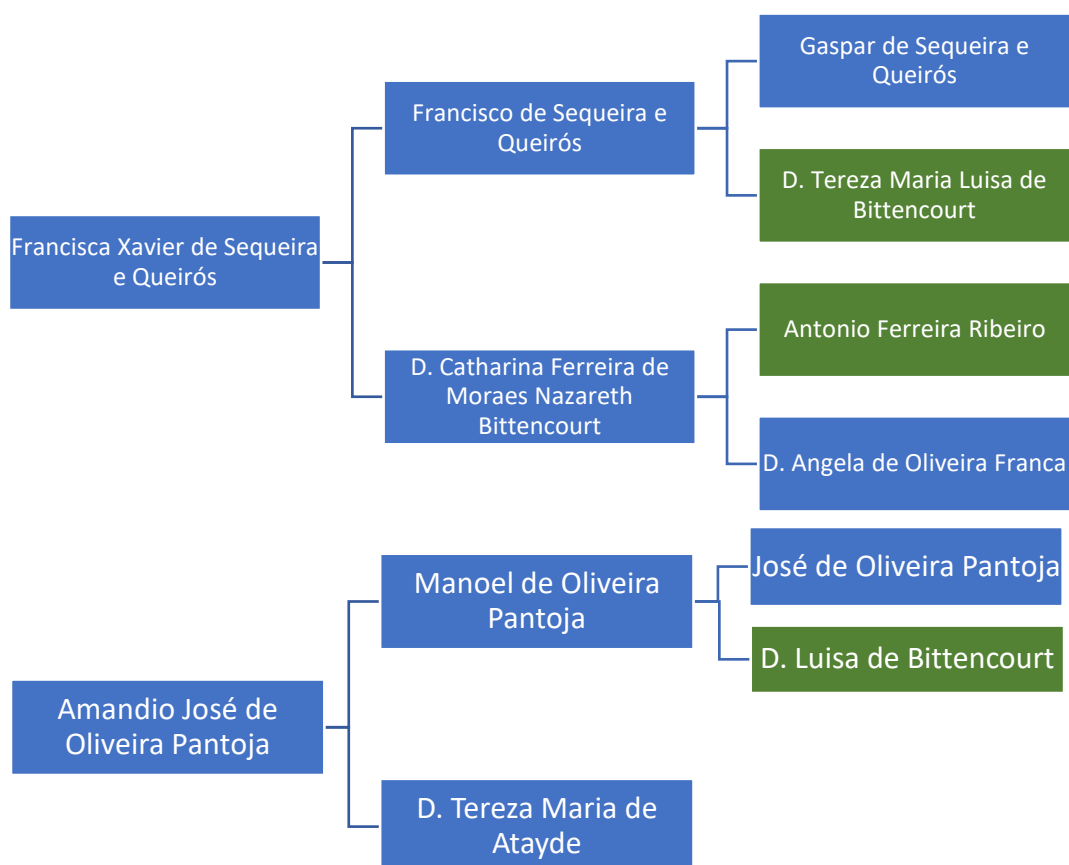 Gaspar de Sequeira e
Queirós
Francisco de Sequeira e
Queirós
D. Tereza Maria Luisa de
Bittencourt
Francisca Xavier de Sequeira
e Queirós
Antonio Ferreira Ribeiro
D. Catharina Ferreira de
Moraes Nazareth
Bittencourt
D. Angela de Oliveira Franca
José de Oliveira Pantoja
Manoel de Oliveira
Pantoja
D. Luisa de Bittencourt
Amandio José de
Oliveira Pantoja
D. Tereza Maria de
Atayde